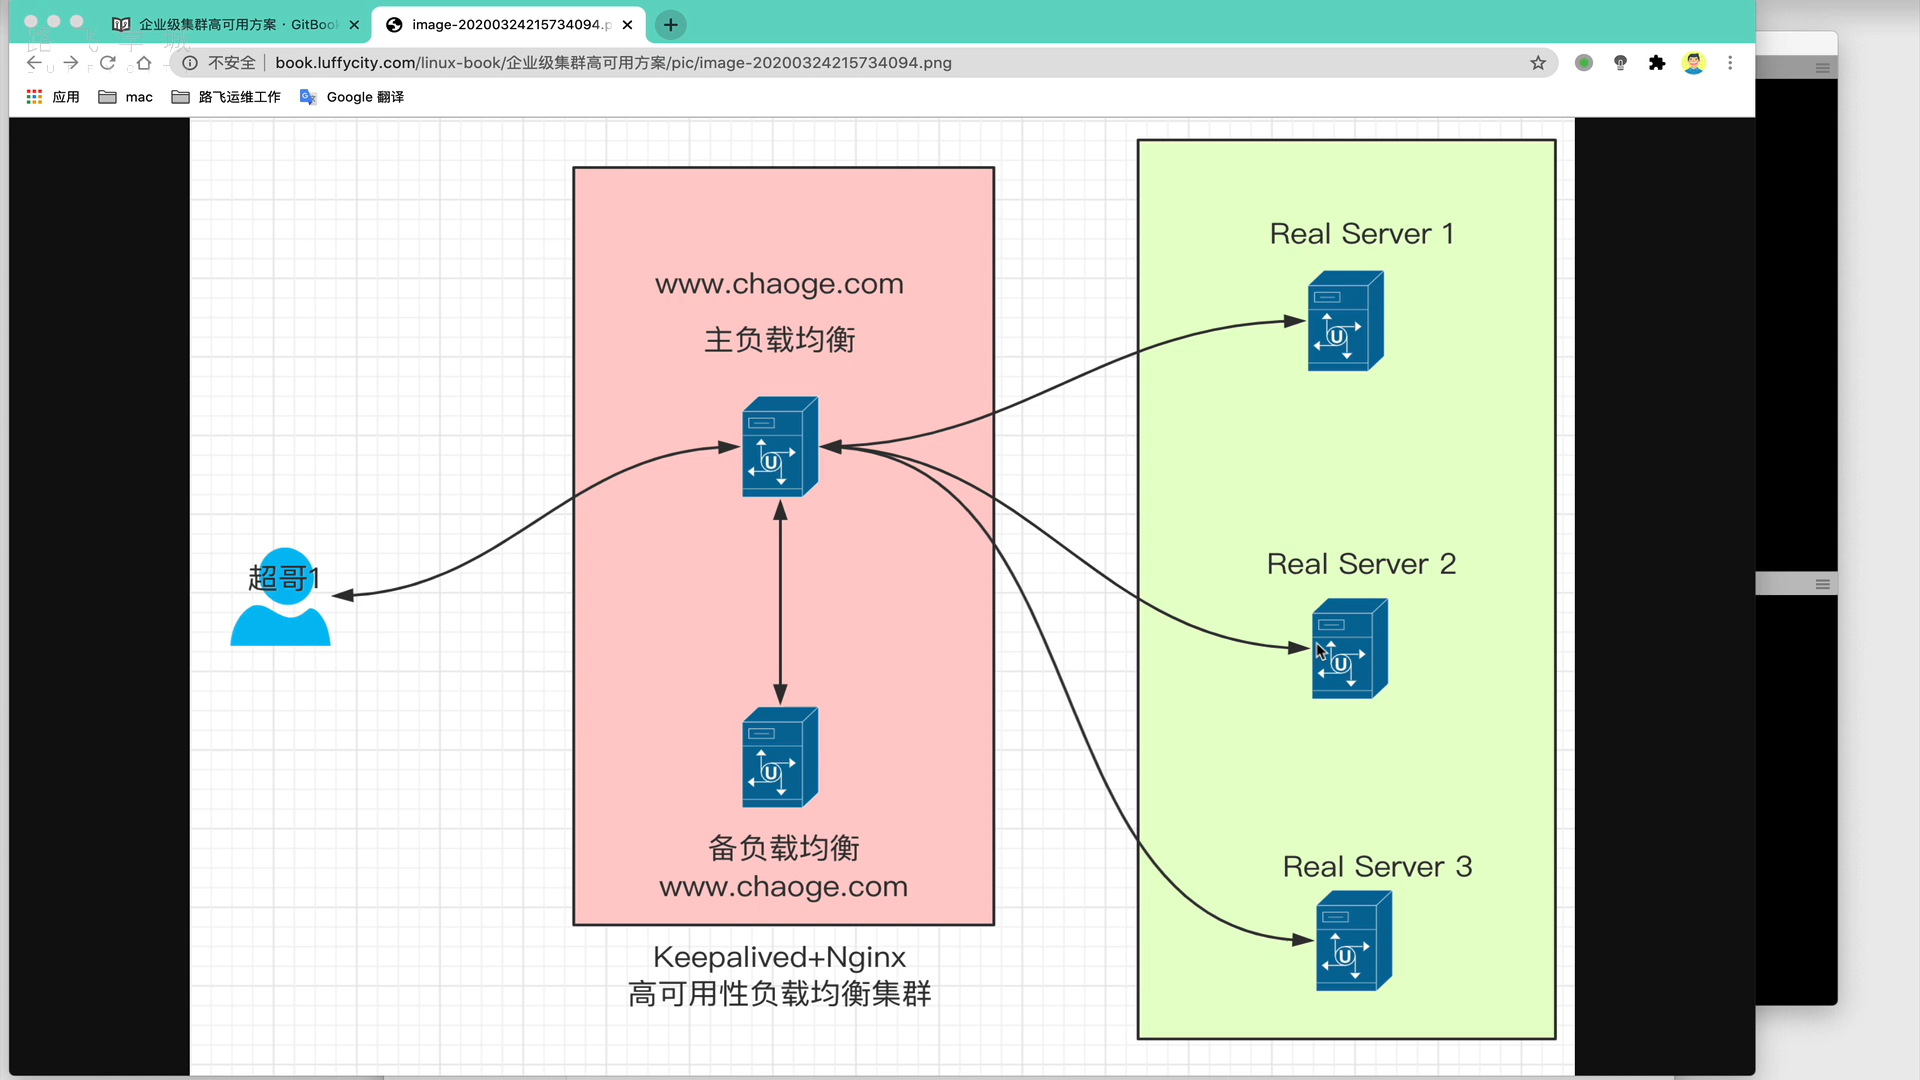 企业级集群高可用方案 · GitBoo
image-20200324215734094.p
不安全
book.luffycity.com/linux-book/企业级集群高可用方案/pic/image-20200324215734094.png
应用
mac
路飞运维工作
Google 翻译
www.chaoge.com
主负载均衡
超哥1
备负载均衡
www.chaoge.com
Keepalived+Nginx
高可用性负载均衡集群
Real Server 1
Real Server 2
Real Server 3